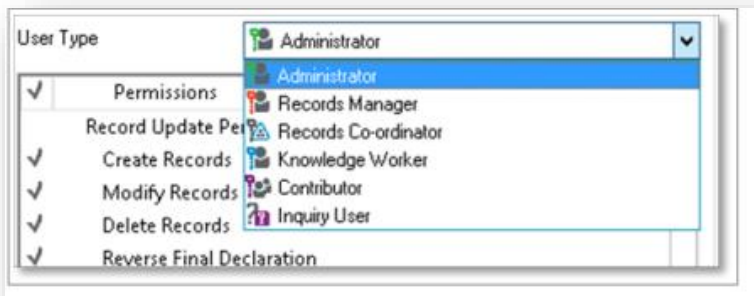 User Type
Administrator
Administrator
Permissions
Records Manager
Record Update
Records Co-ordinator
Create Records
Knowledge Worker
Modify Records
Contributor
Delete Records
Inquiry User
Reverse Final Declaration